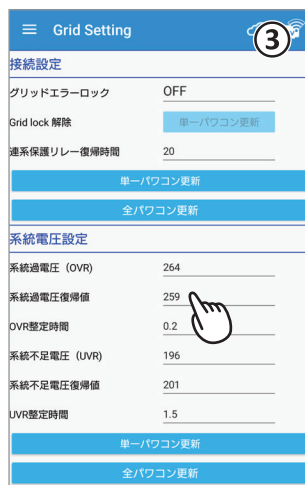 Grid Setting
③
接続設定
グリッドエラーロック OFF
Grid lock 解除 単一パワコン更新
連系保護リレー復帰時間 20
単一パワコン更新
全パワコン更新
系統電圧設定
系統過電圧（OVR) 264
系統過電圧復帰値 259
OVR整定時間 0.2
系統不足電圧（UVR) 196
系統不足電圧復帰値 201
UVR整定時間 1.5
単一パワコン更新
全パワコン更新